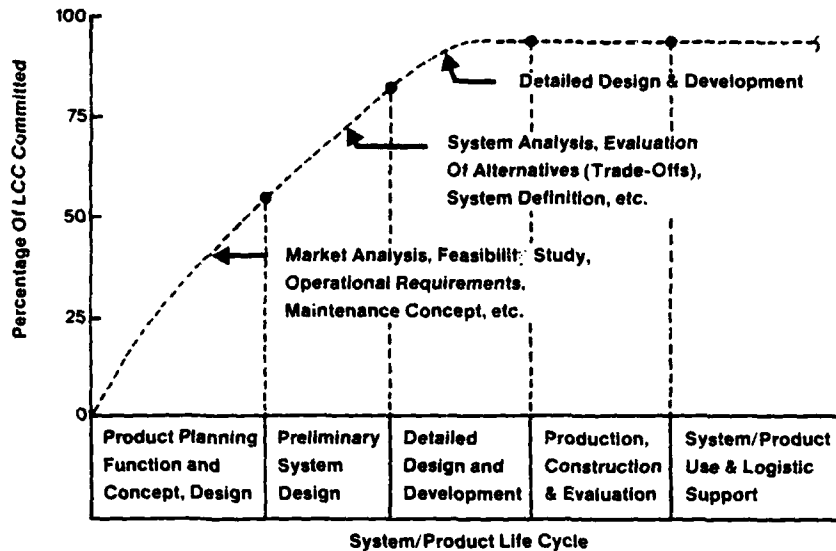 Percentage Of LCC Committed
100
75
50
25
0
Detailed Design & Development
System Analysis, Evaluation
Of Alternatives (Trade-Offs),
System Definition, etc.
Market Analysis, Feasibility Study,
Operational Requirements,
Maintenance Concept, etc.
Product Planning
Function and
Concept, Design
Preliminary
System
Design
Detailed
Design and
Development
Production,
Construction
& Evaluation
System/Product
Use & Logistic
Support
System/Product Life Cycle